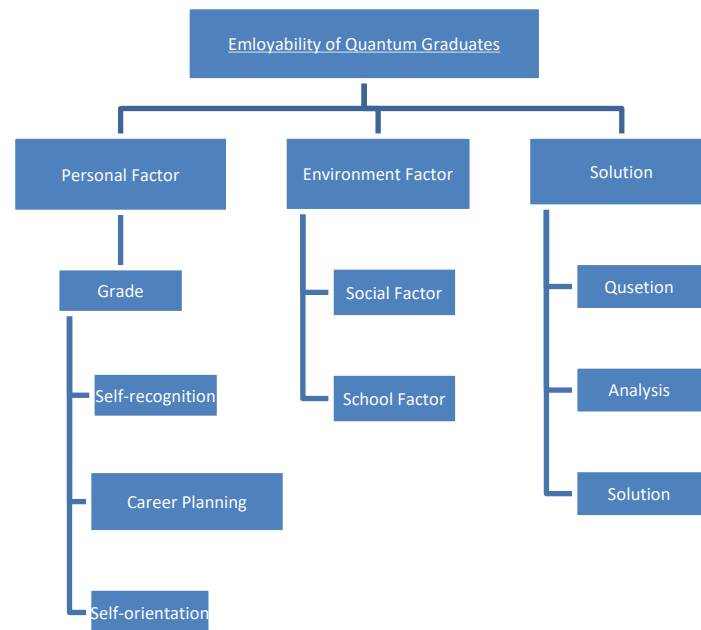 Emloyability of Quantum Graduates
Personal Factor
Environment Factor
Solution
Grade
Social Factor
Qusetion
Self-recognition
School Factor
Analysis
Career Planning
Solution
Self-orientation